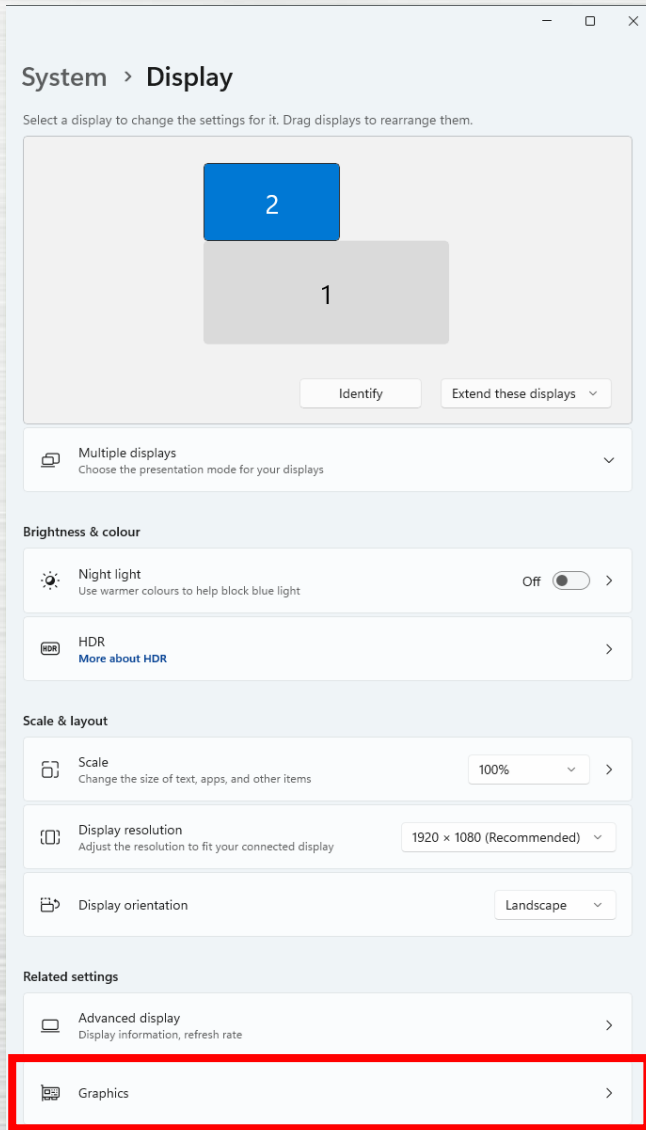 System > Display
Select a display to change the settings for it. Drag displays to rearrange them.
2
1
Identify
Extend these displays
Multiple displays
Choose the presentation mode for your displays
Brightness & colour
Night light
Use warmer colours to help block blue light
Off
HDR
HDR
More about HDR
Scale & layout
Scale
Change the size of text, apps, and other items
100%
Display resolution
Adjust the resolution to fit your connected display
1920 × 1080 (Recommended)
Display orientation
Landscape
Related settings
Advanced display
Display information, refresh rate
Graphics